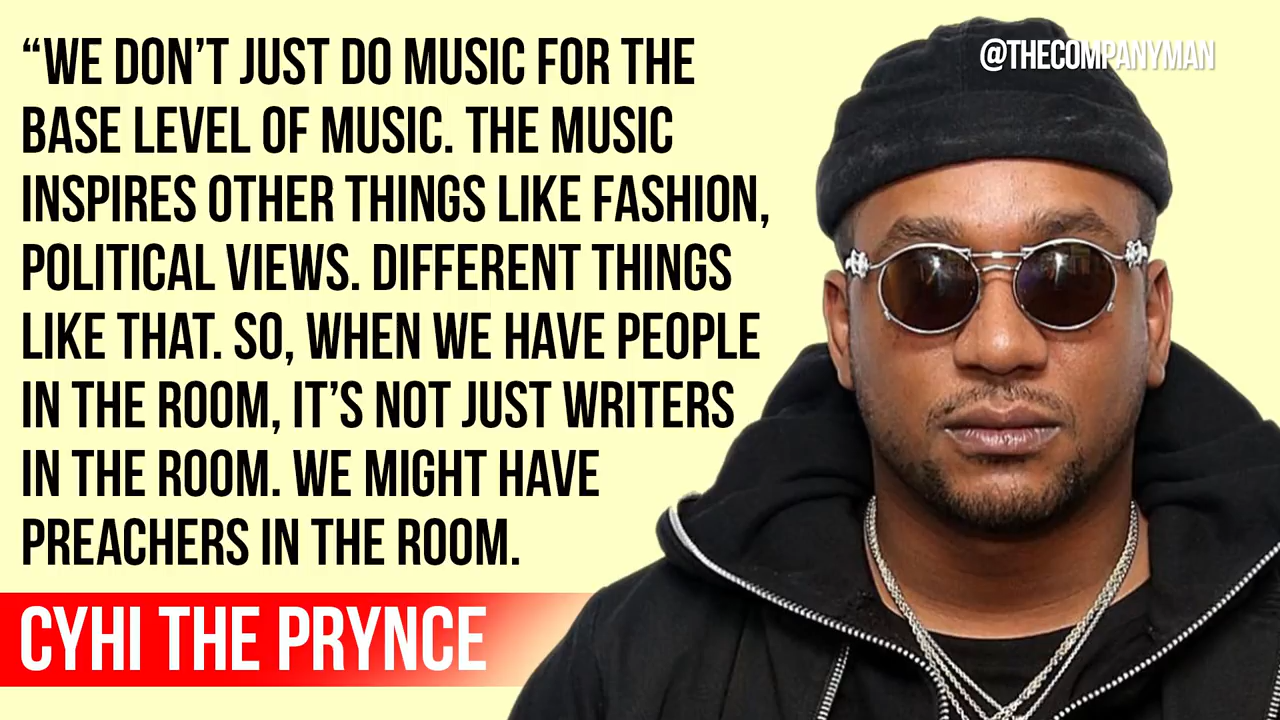 “WE DON’T JUST DO MUSIC FOR THE
BASE LEVEL OF MUSIC. THE MUSIC
INSPIRES OTHER THINGS LIKE FASHION,
POLITICAL VIEWS. DIFFERENT THINGS
LIKE THAT. SO, WHEN WE HAVE PEOPLE
IN THE ROOM, IT’S NOT JUST WRITERS
IN THE ROOM. WE MIGHT HAVE
PREACHERS IN THE ROOM.
CYHI THE PRYNCE
@THECOMPANYMAN